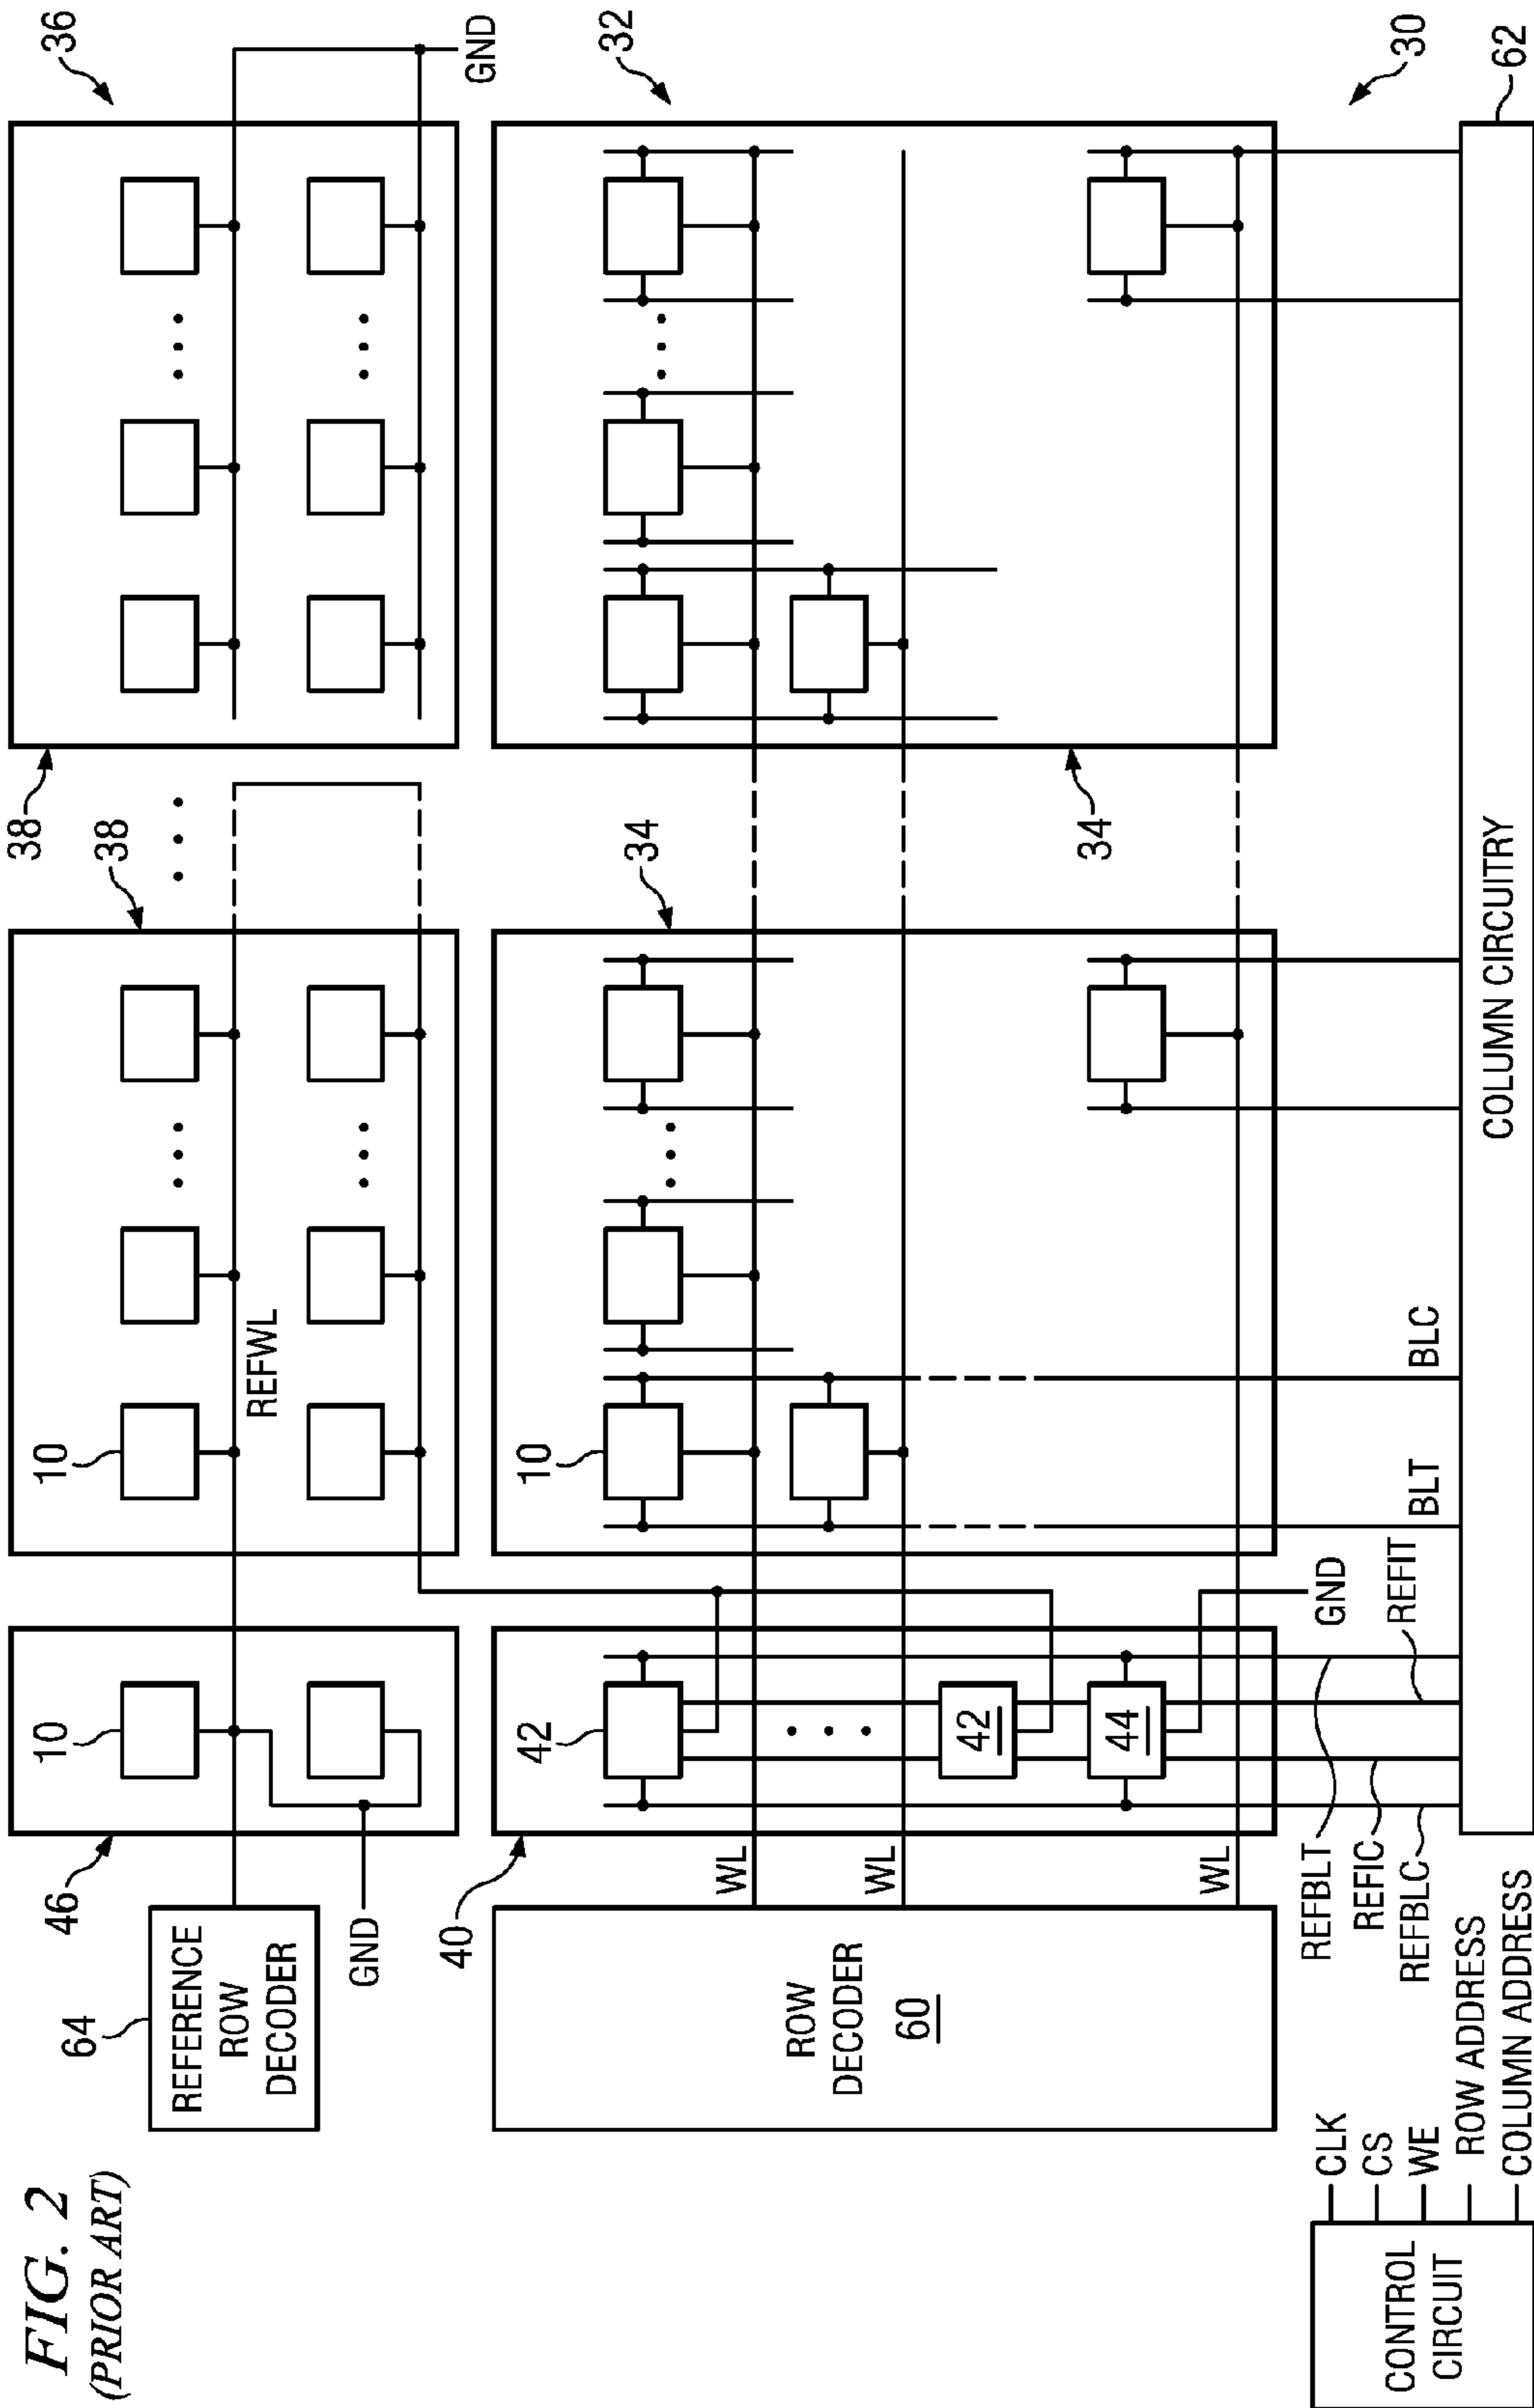 FIG. 2
(PRIOR ART)
64
REFERENCE
ROW
DECODER
46
10
GND
10
REFWL
38
38
36
GND
ROW
DECODER
60
40
WL
WL
WL
42
42
44
10
34
34
32
GND
REFBLT
REFIC
REFBLC
REFIT
BLT
BLC
30
62
COLUMN CIRCUITRY
CONTROL
CIRCUIT
CLK
CS
WE
ROW ADDRESS
COLUMN ADDRESS